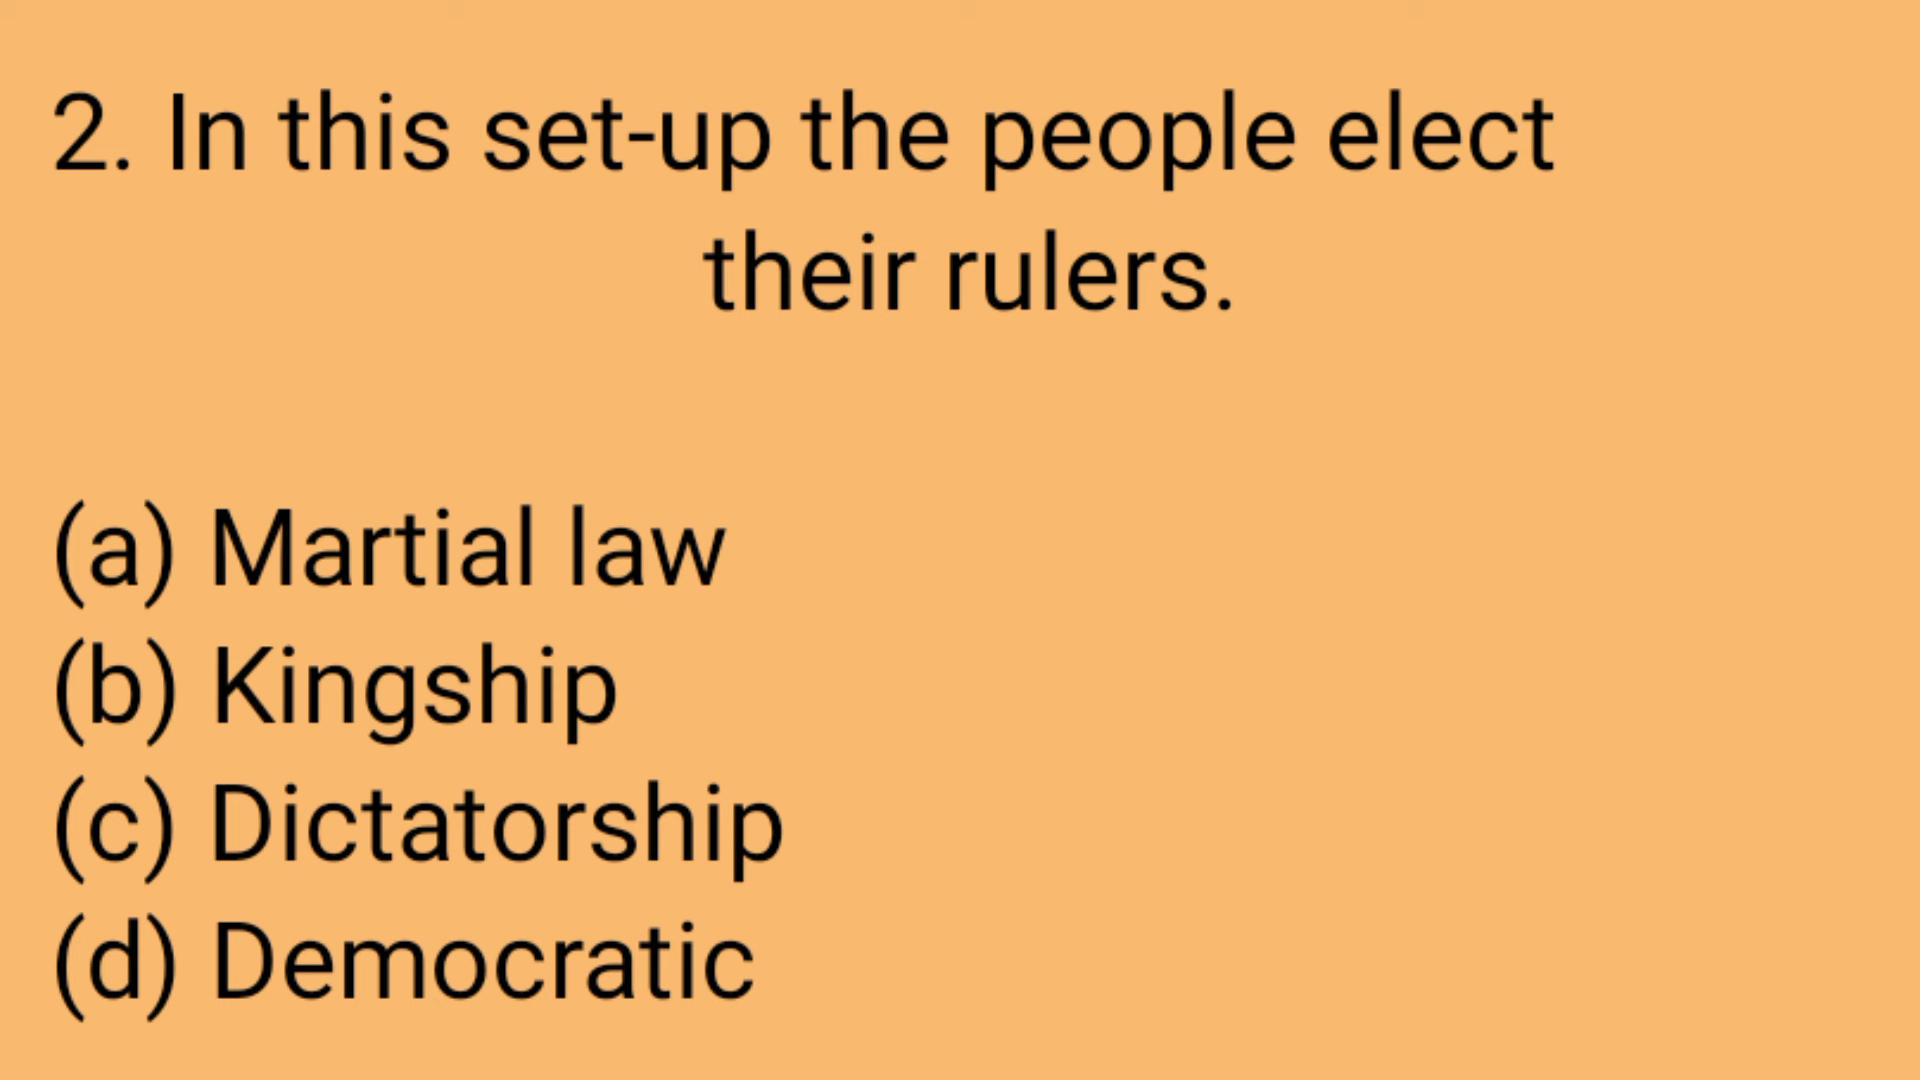 2. In this set-up the people elect
their rulers.
(a) Martial law
(b) Kingship
(c) Dictatorship
(d) Democratic